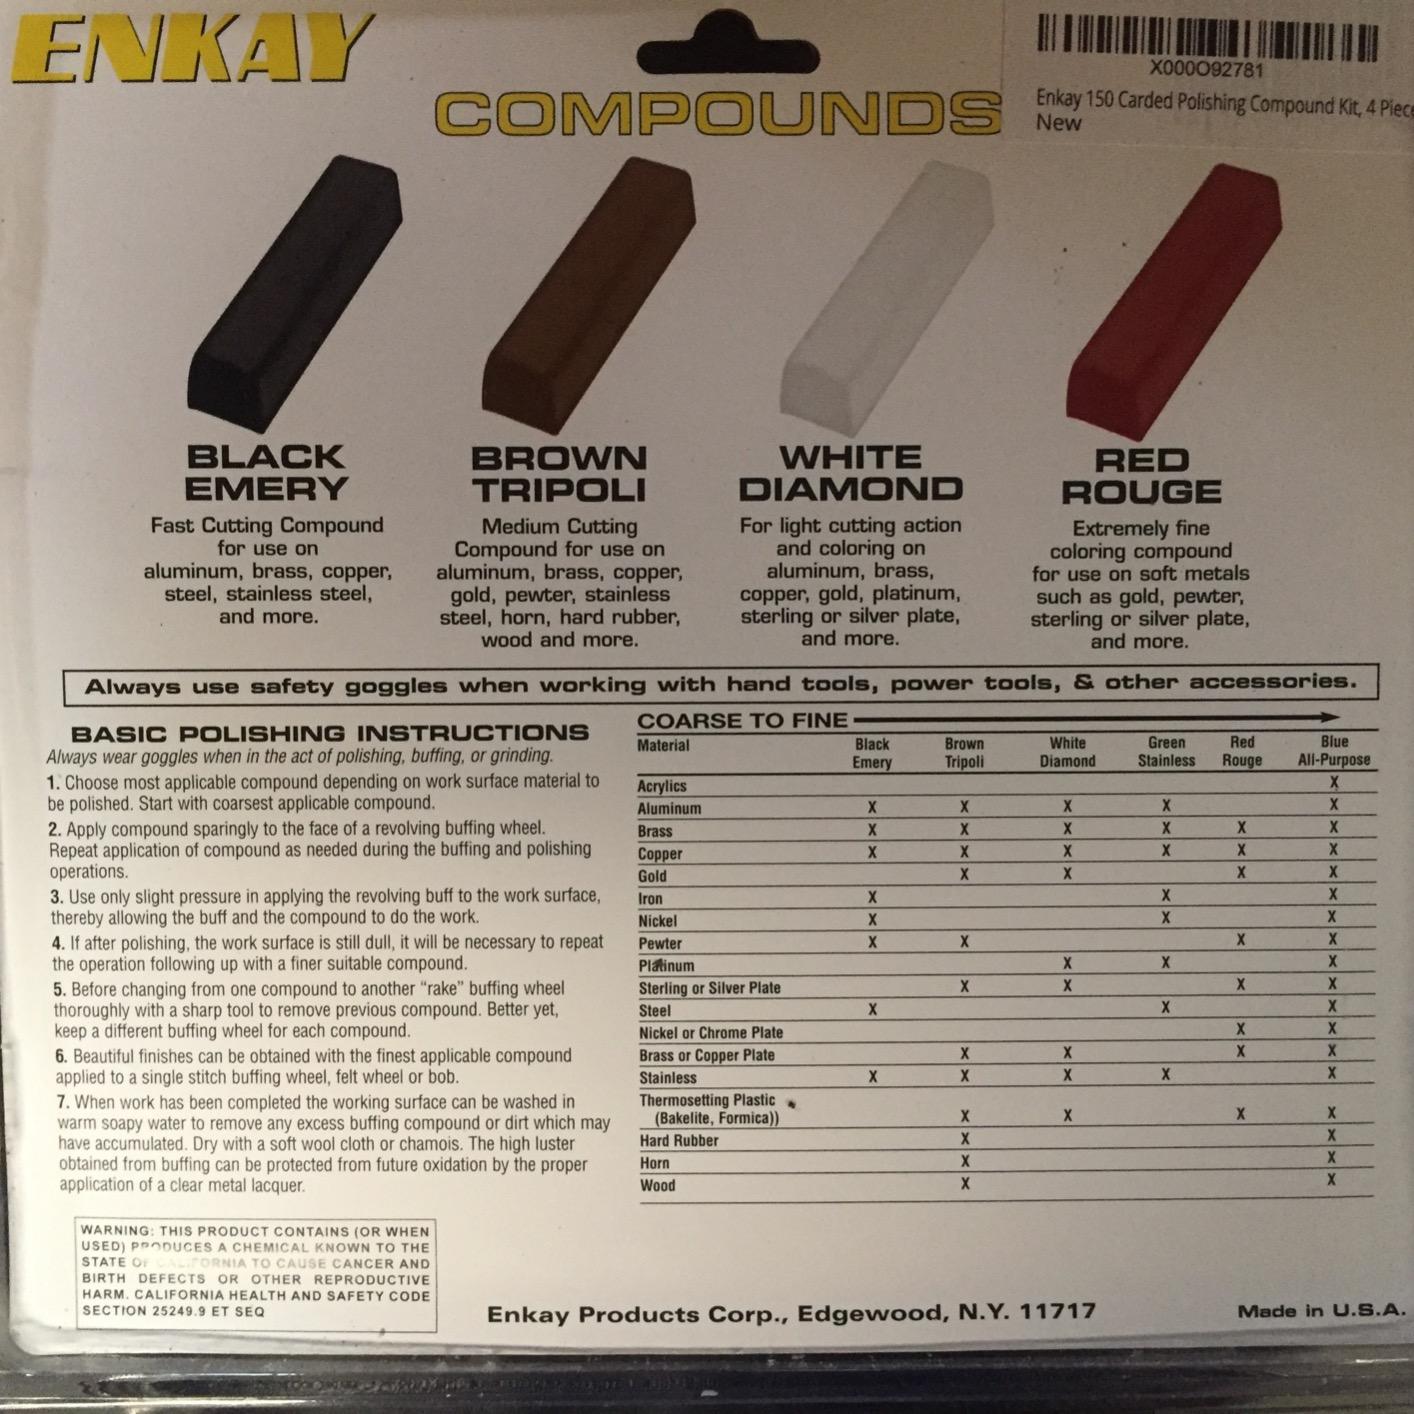 ENKAY
COMPOUNDS
X000O92781
Enkay 150 Carded Polishing Compound Kit, 4 Piece
New
BLACK
EMERY
Fast Cutting Compound
for use on
aluminum, brass, copper,
steel, stainless steel,
and more.
BROWN
TRIPOLI
Medium Cutting
Compound for use on
aluminum, brass, copper,
gold, pewter, stainless
steel, horn, hard rubber,
wood and more.
WHITE
DIAMOND
For light cutting action
and coloring on
aluminum, brass,
copper, gold, platinum,
sterling or silver plate,
and more.
RED
ROUGE
Extremely fine
coloring compound
for use on soft metals
such as gold, pewter,
sterling or silver plate,
and more.
Always use safety goggles when working with hand tools, power tools, & other accessories.
BASIC POLISHING INSTRUCTIONS
Always wear goggles when in the act of polishing, buffing, or grinding.
1. Choose most applicable compound depending on work surface material to
be polished. Start with coarsest applicable compound.
2. Apply compound sparingly to the face of a revolving buffing wheel.
Repeat application of compound as needed during the buffing and polishing
operations.
3. Use only slight pressure in applying the revolving buff to the work surface,
thereby allowing the buff and the compound to do the work.
4. If after polishing, the work surface is still dull, it will be necessary to repeat
the operation following up with a finer suitable compound.
5. Before changing from one compound to another "rake" buffing wheel
thoroughly with a sharp tool to remove previous compound. Better yet,
keep a different buffing wheel for each compound.
6. Beautiful finishes can be obtained with the finest applicable compound
applied to a single stitch buffing wheel, felt wheel or bob.
7. When work has been completed the working surface can be washed in
warm soapy water to remove any excess buffing compound or dirt which may
have accumulated. Dry with a soft wool cloth or chamois. The high luster
obtained from buffing can be protected from future oxidation by the proper
application of a clear metal lacquer.
COARSE TO FINE
Material Black Brown White Green Red Blue
Emery Tripoli Diamond Stainless Rouge All-Purpose
Acrylics X
Aluminum X X X X X
Brass X X X X X X
Copper X X X X X X
Gold X X X X
Iron X X X
Nickel X X X
Pewter X X X X
Platinum X X X
Sterling or Silver Plate X X X X
Steel X X X
Nickel or Chrome Plate X X
Brass or Copper Plate X X X X
Stainless X X X X X
Thermosetting Plastic
(Bakelite, Formica)) X X X X
Hard Rubber X X
Horn X X
Wood X X
WARNING: THIS PRODUCT CONTAINS (OR WHEN
USED) PRODUCES A CHEMICAL KNOWN TO THE
STATE OF CALIFORNIA TO CAUSE CANCER AND
BIRTH DEFECTS OR OTHER REPRODUCTIVE
HARM. CALIFORNIA HEALTH AND SAFETY CODE
SECTION 25249.9 ET SEQ
Enkay Products Corp., Edgewood, N.Y. 11717
Made in U.S.A.